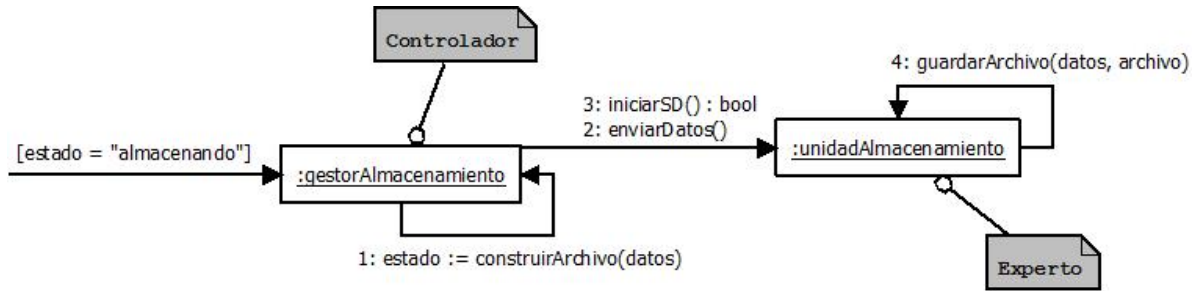 Controlador
4: guardarArchivo(datos, archivo)
3: iniciarSD() : bool
2: enviarDatos()
[estado = "almacenando"]
:gestorAlmacenamiento
:unidadAlmacenamiento
1: estado := construirArchivo(datos)
Experto